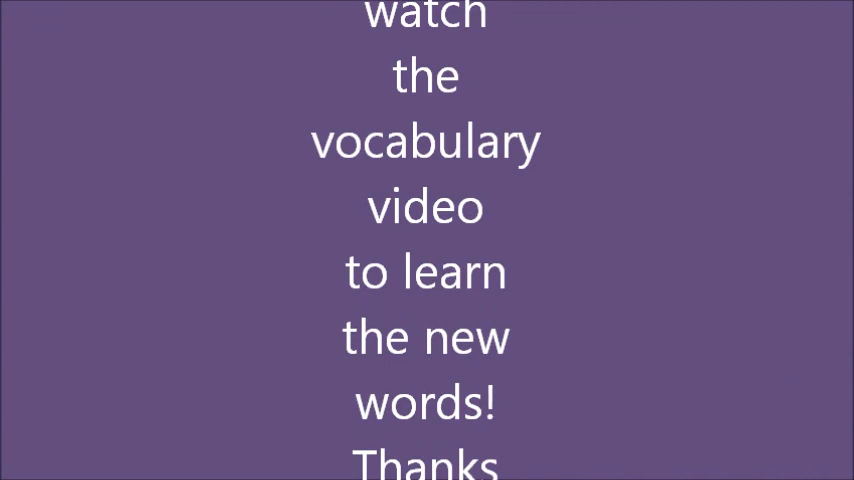 watch
the
vocabulary
video
to learn
the new
words!
Thanks